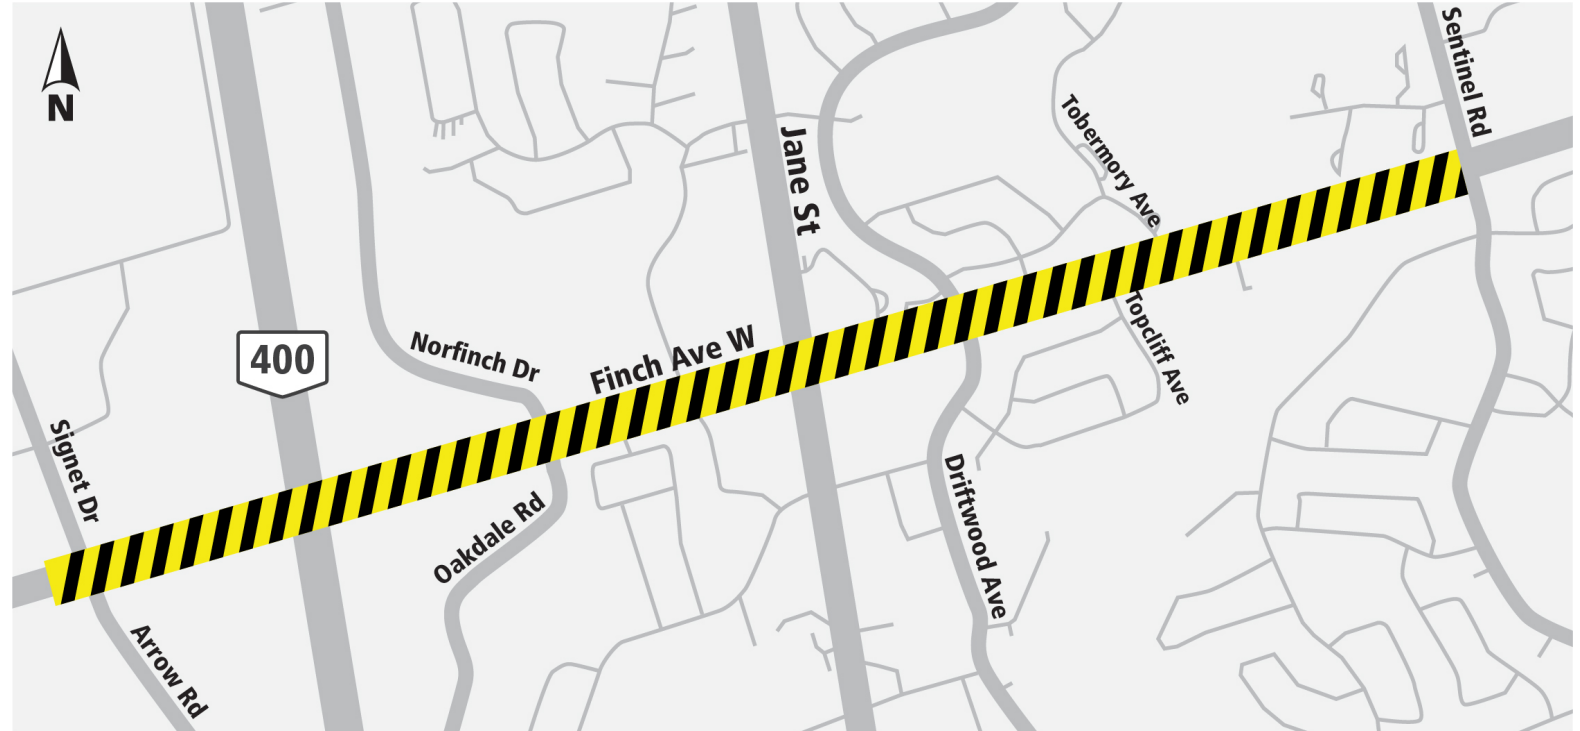 N
Sentinel Rd
Tobermory Ave
Jane St
400
Norfinch Dr
Finch Ave W
Topcliff Ave
Signet Dr
Oakdale Rd
Driftwood Ave
Arrow Rd